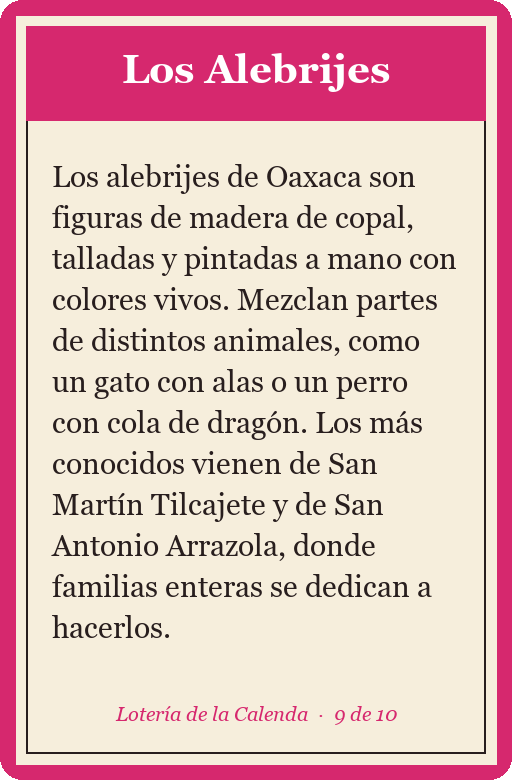 Los Alebrijes
Los alebrijes de Oaxaca son
figuras de madera de copal,
talladas y pintadas a mano con
colores vivos. Mezclan partes
de distintos animales, como
un gato con alas o un perro
con cola de dragón. Los más
conocidos vienen de San
Martín Tilcajete y de San
Antonio Arrazola, donde
familias enteras se dedican a
hacerlos.
Lotería de la Calenda · 9 de 10